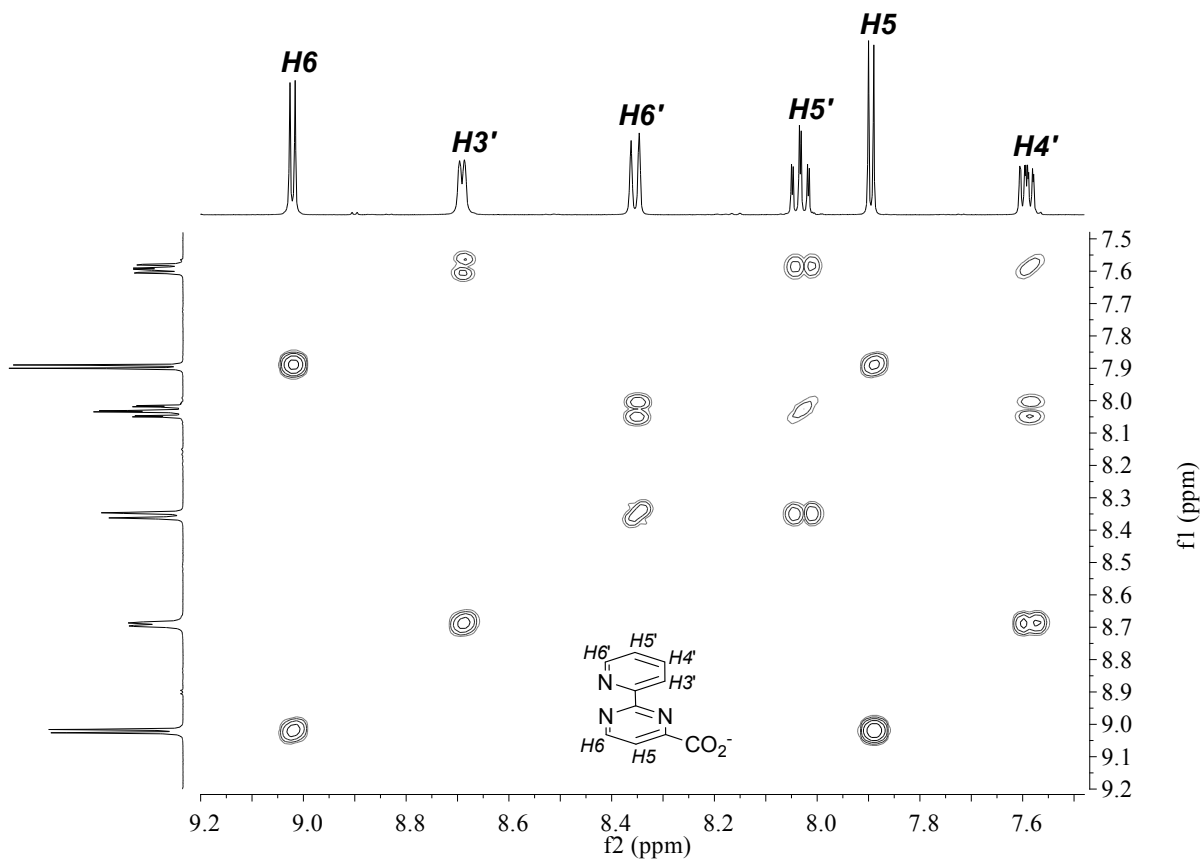 H6
H3'
H6'
H5'
H5
H4'
7.5
7.6
7.7
7.8
7.9
8.0
8.1
8.2
8.3
8.4
8.5
8.6
8.7
8.8
8.9
9.0
9.1
9.2
f1 (ppm)
H6' H5'
H4'
N H3'
N N
H6 H5 CO2-
9.2 9.0 8.8 8.6 8.4 8.2 8.0 7.8 7.6
f2 (ppm)